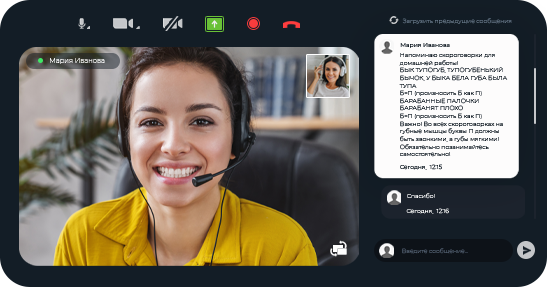 Загрузить предыдущие сообщения
Мария Иванова
Мария Иванова
Напоминаю скороговорки для
домашней работы!
БЫК ТУПОГУБ, ТУПОГУБЕНЬКИЙ
БЫЧОК, У БЫКА БЕЛА ГУБА БЫЛА
ТУПА
Б=П (произносить Б как П)
БАРАБАННЫЕ ПАЛОЧКИ
БАРАБАНЯТ ПЛОХО
Б=П (произносить Б как П)
Важно! Во всех скороговорках на
губные мышцы буквы П должны
быть звонкими, а губы мягкими!
Обязательно позанимайтесь
самостоятельно!
Сегодня, 12:15
Спасибо!
Сегодня, 12:16
Введите сообщение...